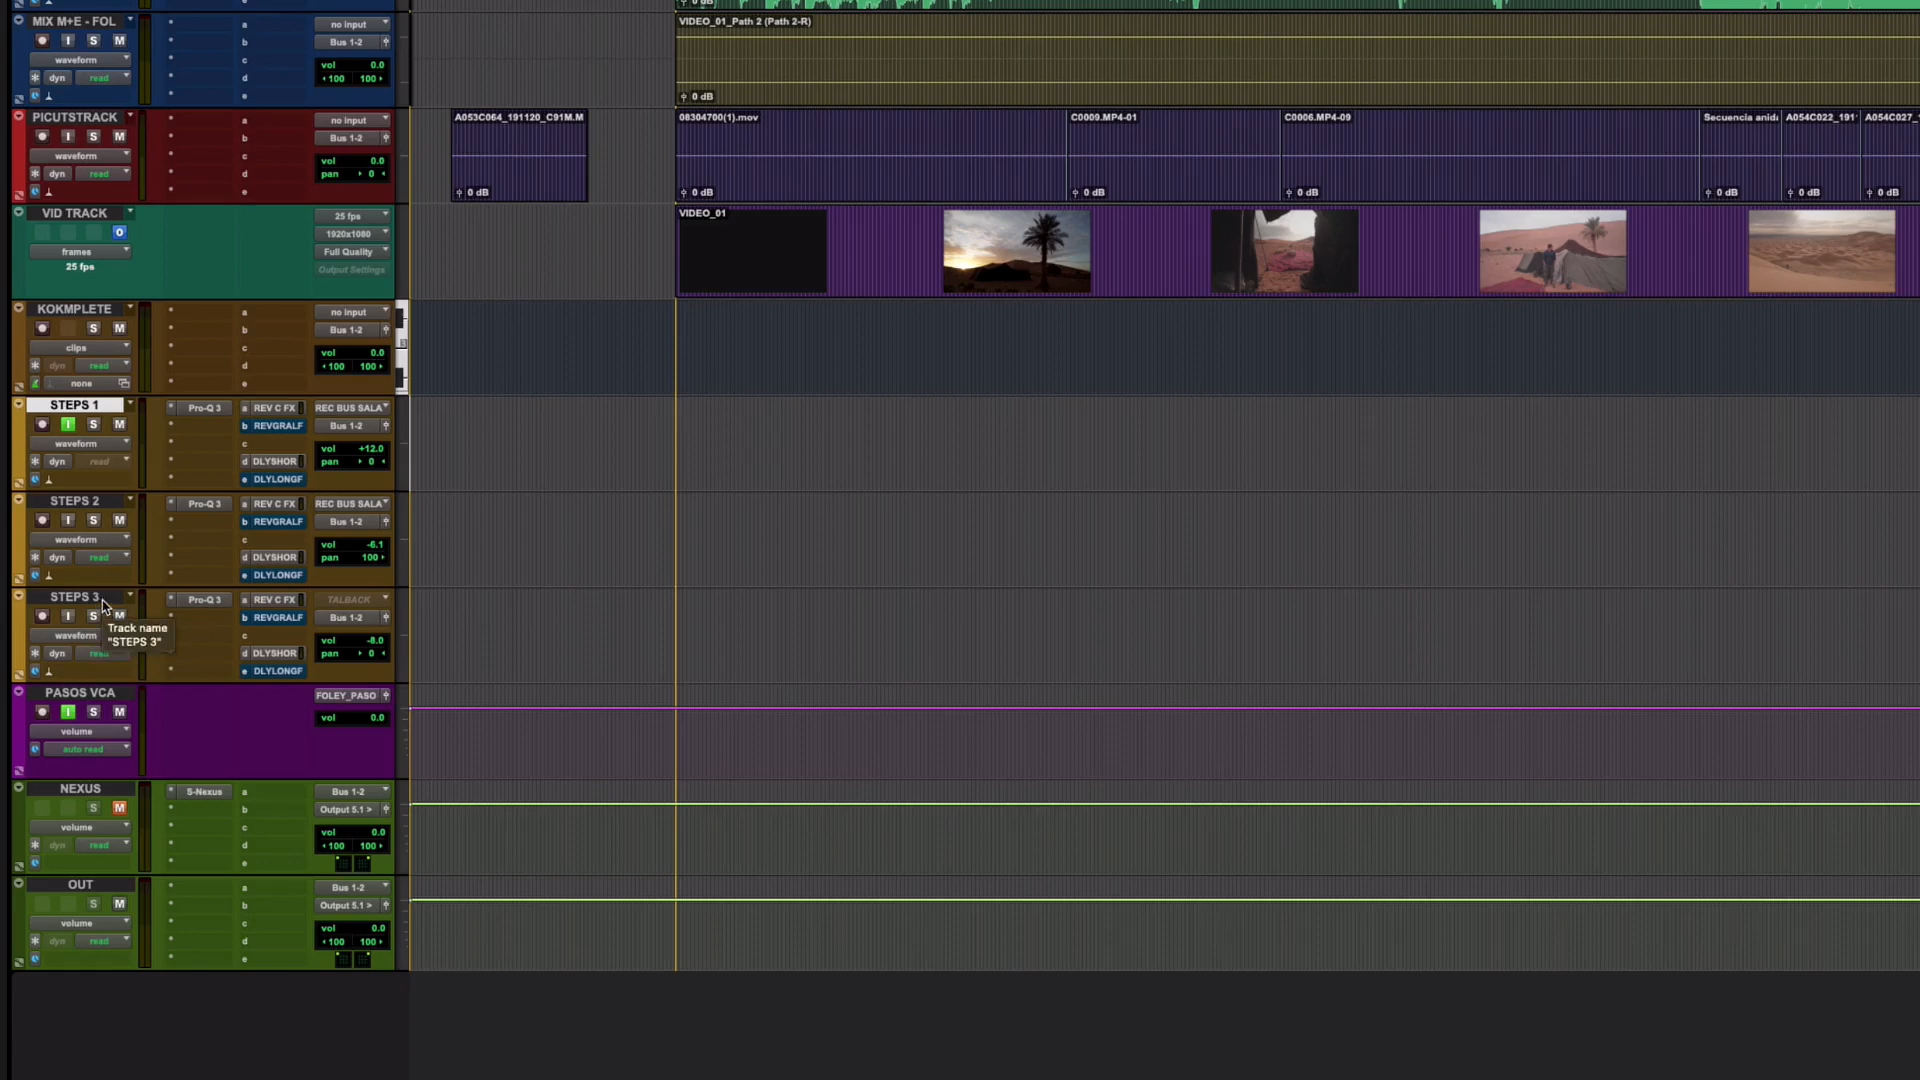 0 dB
MIX M+E - FOL
I S M
waveform
dyn read
a
b
c
d
e
no input
Bus 1-2
vol 0.0
100 100
VIDEO_01_Path 2 (Path 2-R)
0 dB
PICUTSTRACK
I S M
waveform
dyn read
a
b
c
d
e
no input
Bus 1-2
vol 0.0
pan 0
A053C064_191120_C91M.M
0 dB
08304700(1).mov
0 dB
C0009.MP4-01
0 dB
C0006.MP4-09
0 dB
Secuencia anid
0 dB
A054C022_191
0 dB
A054C027_
0 dB
VID TRACK
O
frames
25 fps
25 fps
1920x1080
Full Quality
Output Settings
VIDEO_01
KOKMPLETE
S M
clips
dyn read
none
a
b
c
d
e
no input
Bus 1-2
vol 0.0
100 100
STEPS 1
I S M
waveform
dyn read
Pro-Q 3
a REV C FX
b REVGRALF
c
d DLYSHOR
e DLYLONGF
REC BUS SALA
Bus 1-2
vol +12.0
pan 0
STEPS 2
I S M
waveform
dyn read
Pro-Q 3
a REV C FX
b REVGRALF
c
d DLYSHOR
e DLYLONGF
REC BUS SALA
Bus 1-2
vol -6.1
pan 100
STEPS 3
I S M
waveform
dyn read
Track name
"STEPS 3"
Pro-Q 3
a REV C FX
b REVGRALF
c
d DLYSHOR
e DLYLONGF
TALBACK
Bus 1-2
vol -8.0
pan 0
PASOS VCA
I S M
volume
auto read
FOLEY_PASO
vol 0.0
NEXUS
S M
volume
dyn read
S-Nexus
a
b
c
d
e
Bus 1-2
Output 5.1 >
vol 0.0
100 100
OUT
S M
volume
dyn read
a
b
c
d
e
Bus 1-2
Output 5.1 >
vol 0.0
100 100